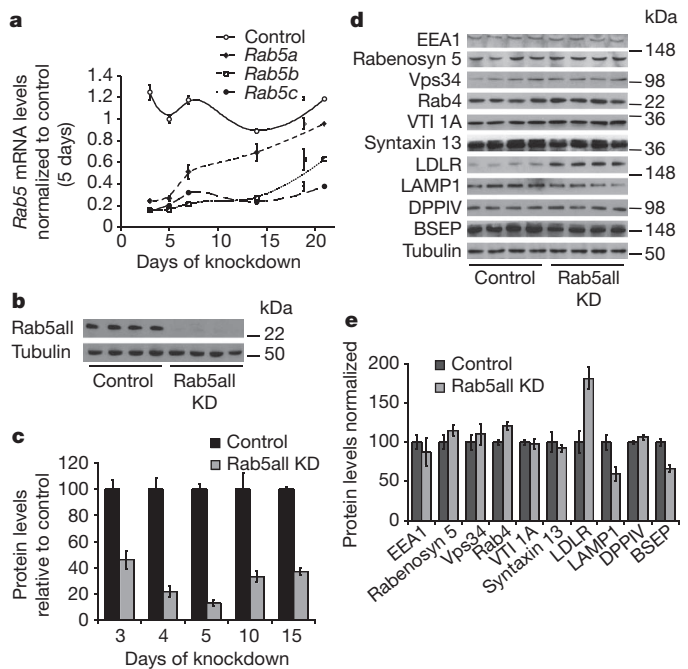 a
Control
Rab5a
Rab5b
Rab5c
Rab5 mRNA levels
normalized to control
(5 days)
1.4
1.2
1
0.8
0.6
0.4
0.2
0
0
5
10
15
20
Days of knockdown
b
kDa
Rab5all
22
Tubulin
50
Control
Rab5all
KD
c
Control
Rab5all KD
Protein levels
relative to control
120
100
80
60
40
20
0
3
4
5
10
15
Days of knockdown
d
kDa
EEA1
148
Rabenosyn 5
Vps34
98
Rab4
22
VTI 1A
36
Syntaxin 13
36
LDLR
148
LAMP1
DPPIV
98
BSEP
148
Tubulin
50
Control
Rab5all
KD
e
Control
Rab5all KD
Protein levels normalized
200
150
100
50
0
EEA1
Rabenosyn 5
Vps34
Rab4
VTI 1A
Syntaxin 13
LDLR
LAMP1
DPPIV
BSEP